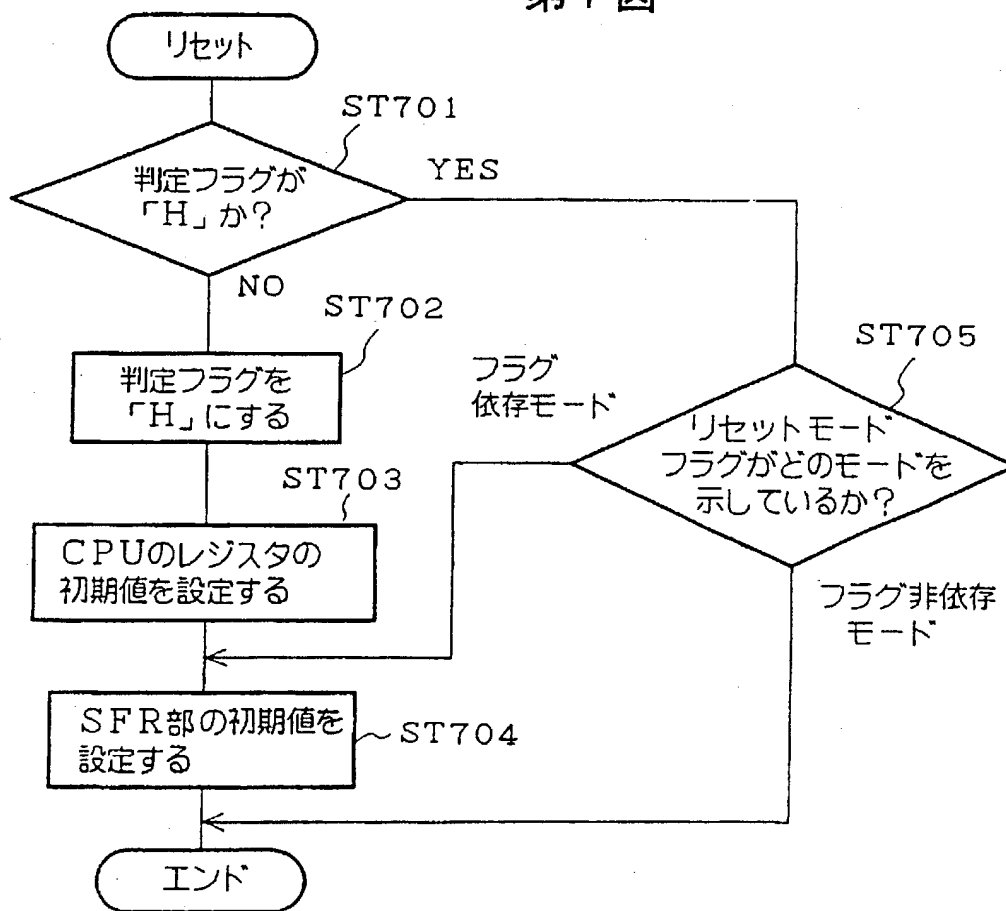 第7図
リセット
ST701
判定フラグが
「H」か?
YES
NO
ST702
判定フラグを
「H」にする
ST703
CPUのレジスタの
初期値を設定する
SFR部の初期値を
設定する
ST704
エンド
フラグ
依存モード
ST705
リセットモード
フラグがどのモードを
示しているか?
フラグ非依存
モード